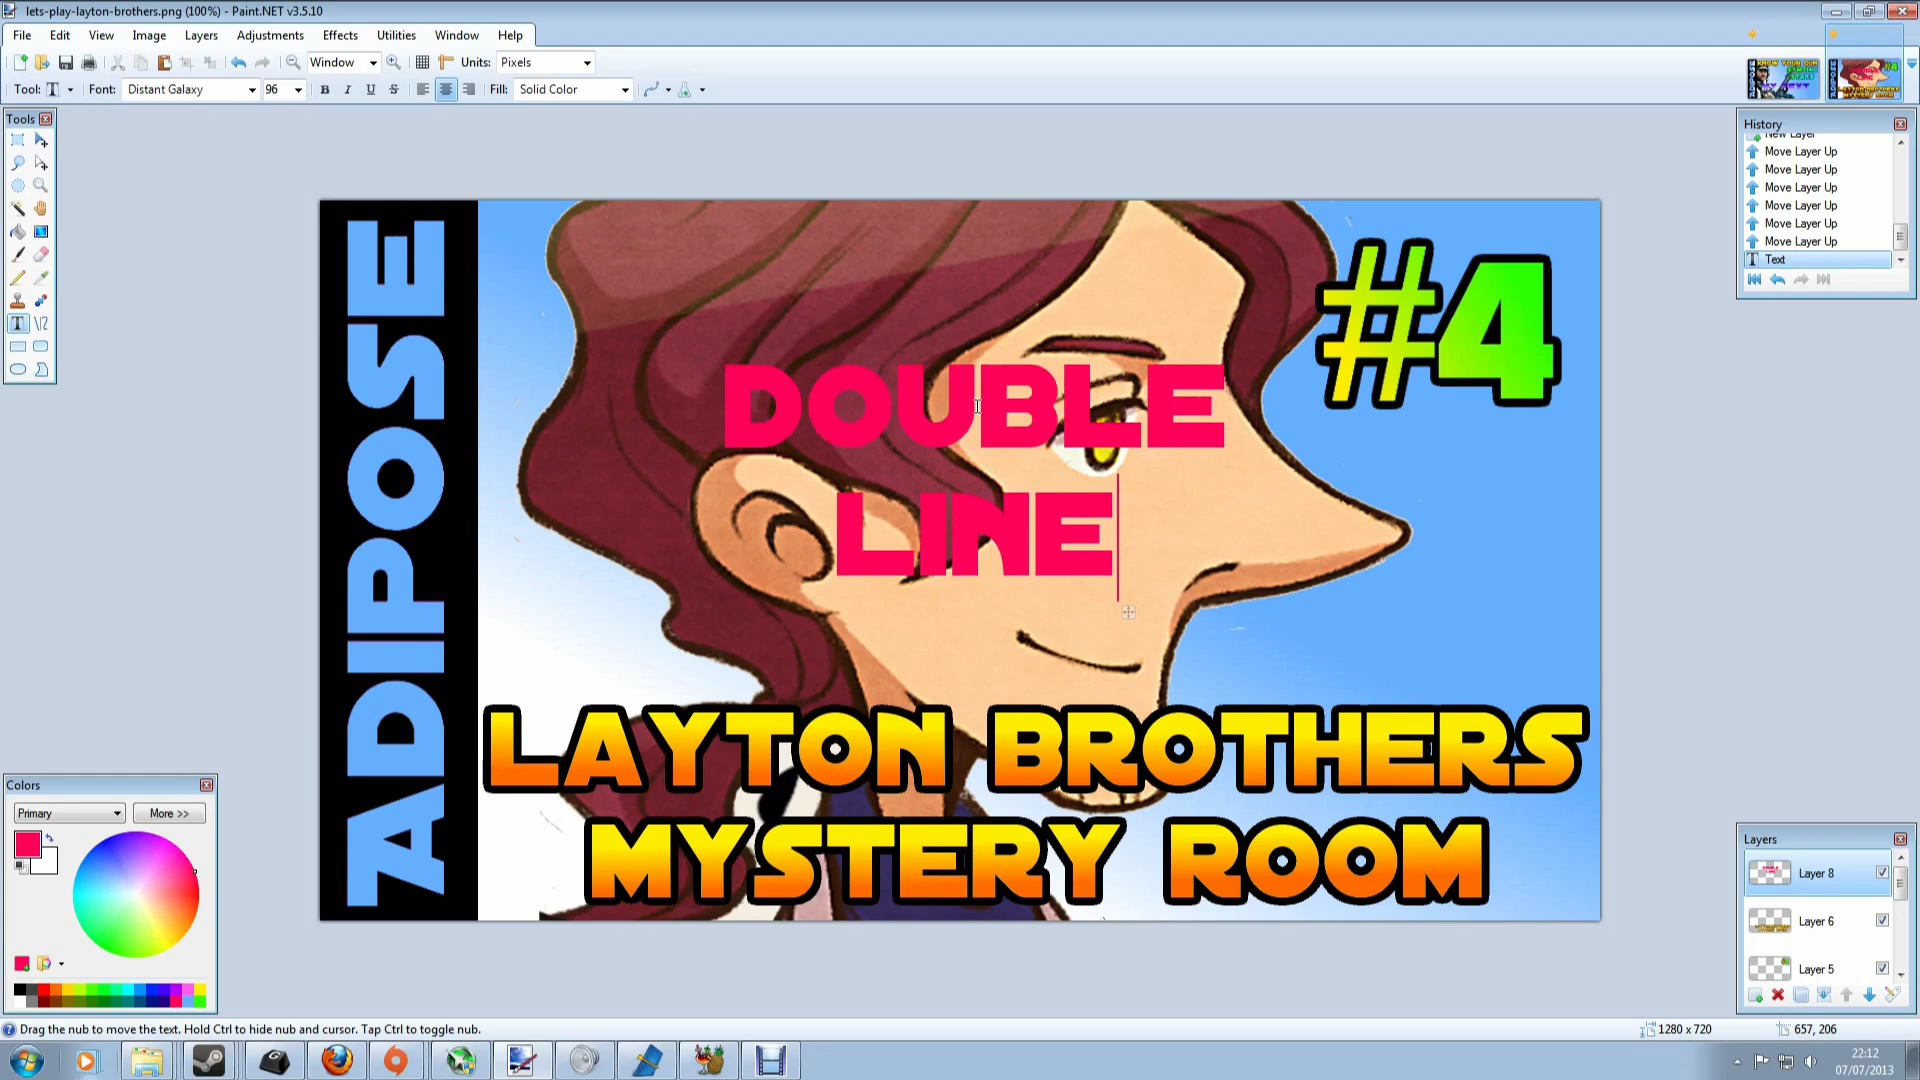 lets-play-layton-brothers.png (100%) - Paint.NET v3.5.10
File Edit View Image Layers Adjustments Effects Utilities Window Help
Window Units: Pixels
Tool: T Font: Distant Galaxy 96 B I U S Fill: Solid Color
Tools
History
New Layer
Move Layer Up
Move Layer Up
Move Layer Up
Move Layer Up
Move Layer Up
Move Layer Up
T Text
ADIPOSE
#4
DOUBLE
LINE
LAYTON BROTHERS
MYSTERY ROOM
Colors
Primary More >>
Layers
Layer 8
Layer 6
Layer 5
Drag the nub to move the text. Hold Ctrl to hide nub and cursor. Tap Ctrl to toggle nub.
1280 x 720 657, 206
22:12
07/07/2013